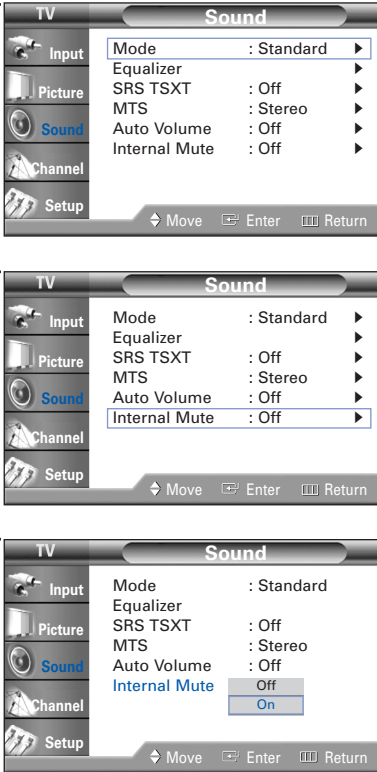 TV Sound
Input Mode : Standard ▶
Equalizer ▶
Picture SRS TSXT : Off ▶
MTS : Stereo ▶
Sound Auto Volume : Off ▶
Internal Mute : Off ▶
Channel
Setup
Move Enter Return
TV Sound
Input Mode : Standard ▶
Equalizer ▶
Picture SRS TSXT : Off ▶
MTS : Stereo ▶
Sound Auto Volume : Off ▶
Internal Mute : Off ▶
Channel
Setup
Move Enter Return
TV Sound
Input Mode : Standard
Equalizer
Picture SRS TSXT : Off
MTS : Stereo
Sound Auto Volume : Off
Internal Mute Off
Channel On
Setup
Move Enter Return